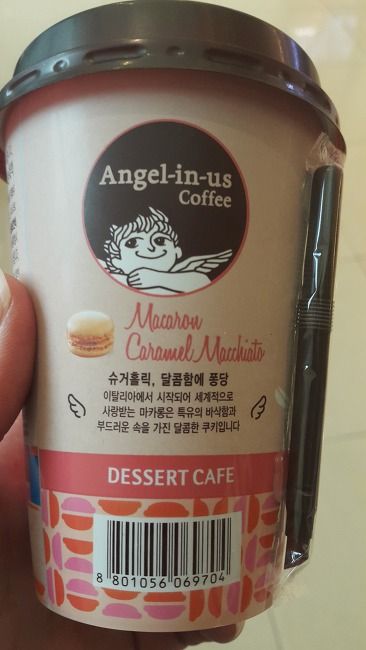 Angel-in-us
Coffee
Macaron
Caramel Macchiato
슈거홀릭, 달콤함에 퐁당
이탈리아에서 시작되어 세계적으로
사랑받는 마카롱은 특유의 바삭함과
부드러운 속을 가진 달콤한 쿠키입니다
DESSERT CAFE
8 801056 069704